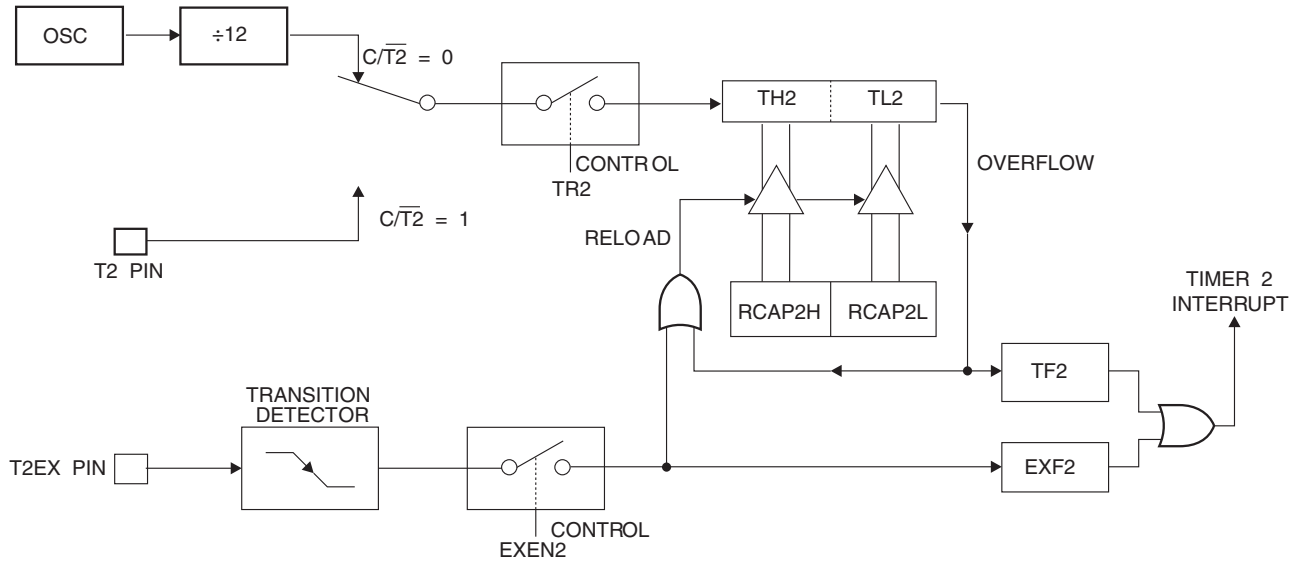 OSC
÷12
C/T2̅ = 0
TH2
TL2
CONTROL
TR2
OVERFLOW
C/T2̅ = 1
T2 PIN
RELOAD
RCAP2H
RCAP2L
TIMER 2
INTERRUPT
TF2
TRANSITION
DETECTOR
T2EX PIN
EXF2
CONTROL
EXEN2